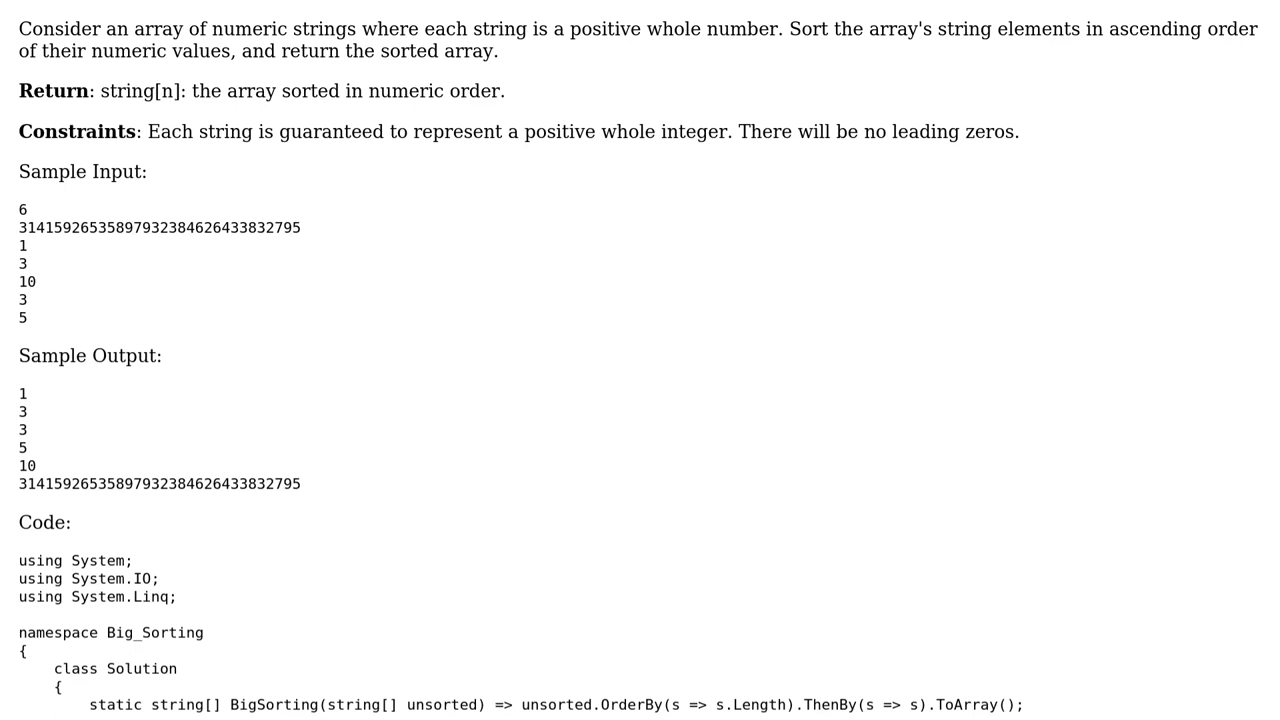 Consider an array of numeric strings where each string is a positive whole number. Sort the array's string elements in ascending order
of their numeric values, and return the sorted array.
Return: string[n]: the array sorted in numeric order.
Constraints: Each string is guaranteed to represent a positive whole integer. There will be no leading zeros.
Sample Input:
6
31415926535897932384626433832795
1
3
10
3
5
Sample Output:
1
3
3
5
10
31415926535897932384626433832795
Code:
using System;
using System.IO;
using System.Linq;
namespace Big_Sorting
{
    class Solution
    {
        static string[] BigSorting(string[] unsorted) => unsorted.OrderBy(s => s.Length).ThenBy(s => s).ToArray();